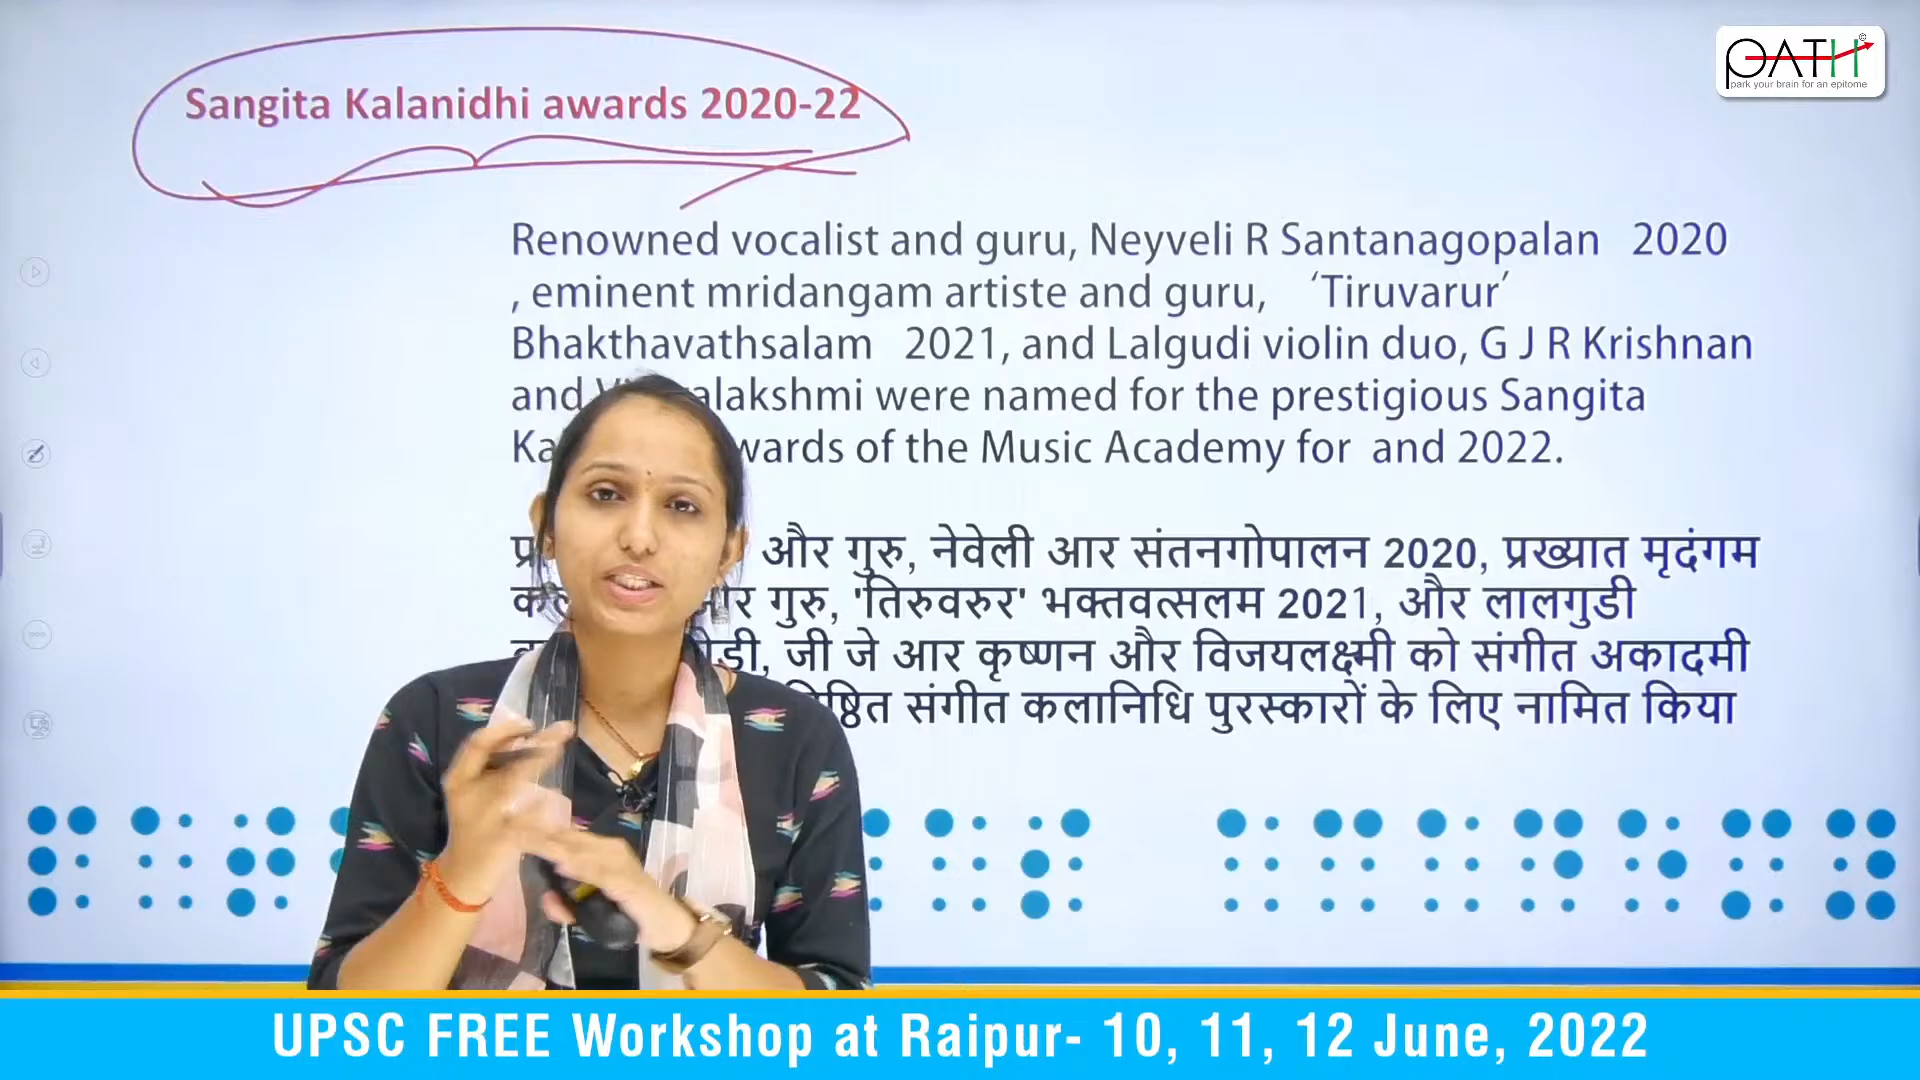 Sangita Kalanidhi awards 2020-22
PATH©
park your brain for an epitome
Renowned vocalist and guru, Neyveli R Santanagopalan 2020
, eminent mridangam artiste and guru, ‘Tiruvarur’
Bhakthavathsalam 2021, and Lalgudi violin duo, G J R Krishnan
and were named for the prestigious Sangita
of the Music Academy for and 2022.
और गुरु, नेवेली आर संतनगोपालन 2020, प्रख्यात मृदंगम
गुरु, 'तिरुवरुर' भक्तवत्सलम 2021, और लालगुडी
जी जे आर कृष्णन और विजयलक्ष्मी को संगीत अकादमी
संगीत कलानिधि पुरस्कारों के लिए नामित किया
UPSC FREE Workshop at Raipur- 10, 11, 12 June, 2022